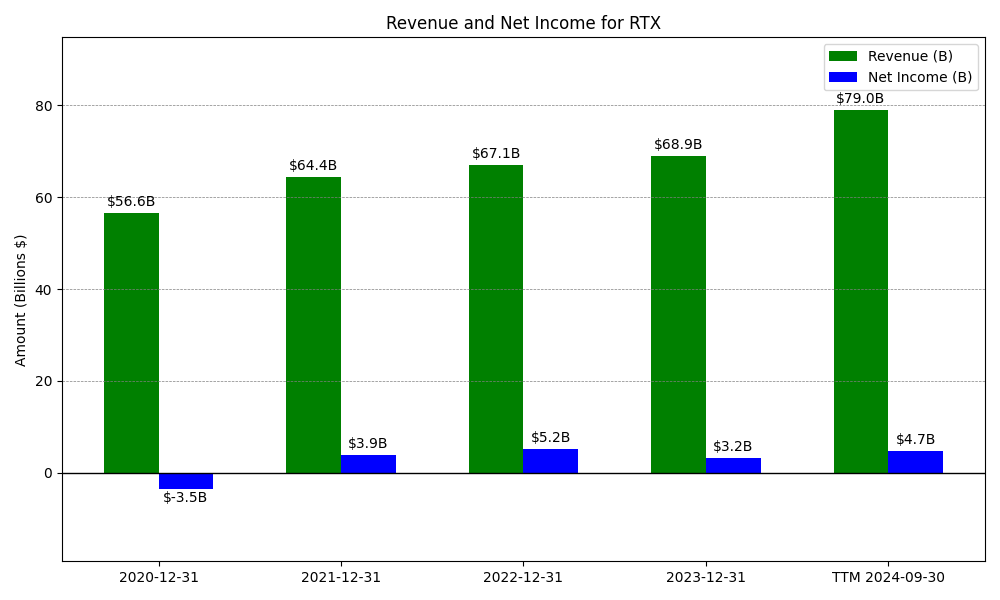 Revenue and Net Income for RTX
Revenue (B)
Net Income (B)
Amount (Billions $)
80
60
40
20
0
$56.6B
$-3.5B
$64.4B
$3.9B
$67.1B
$5.2B
$68.9B
$3.2B
$79.0B
$4.7B
2020-12-31
2021-12-31
2022-12-31
2023-12-31
TTM 2024-09-30